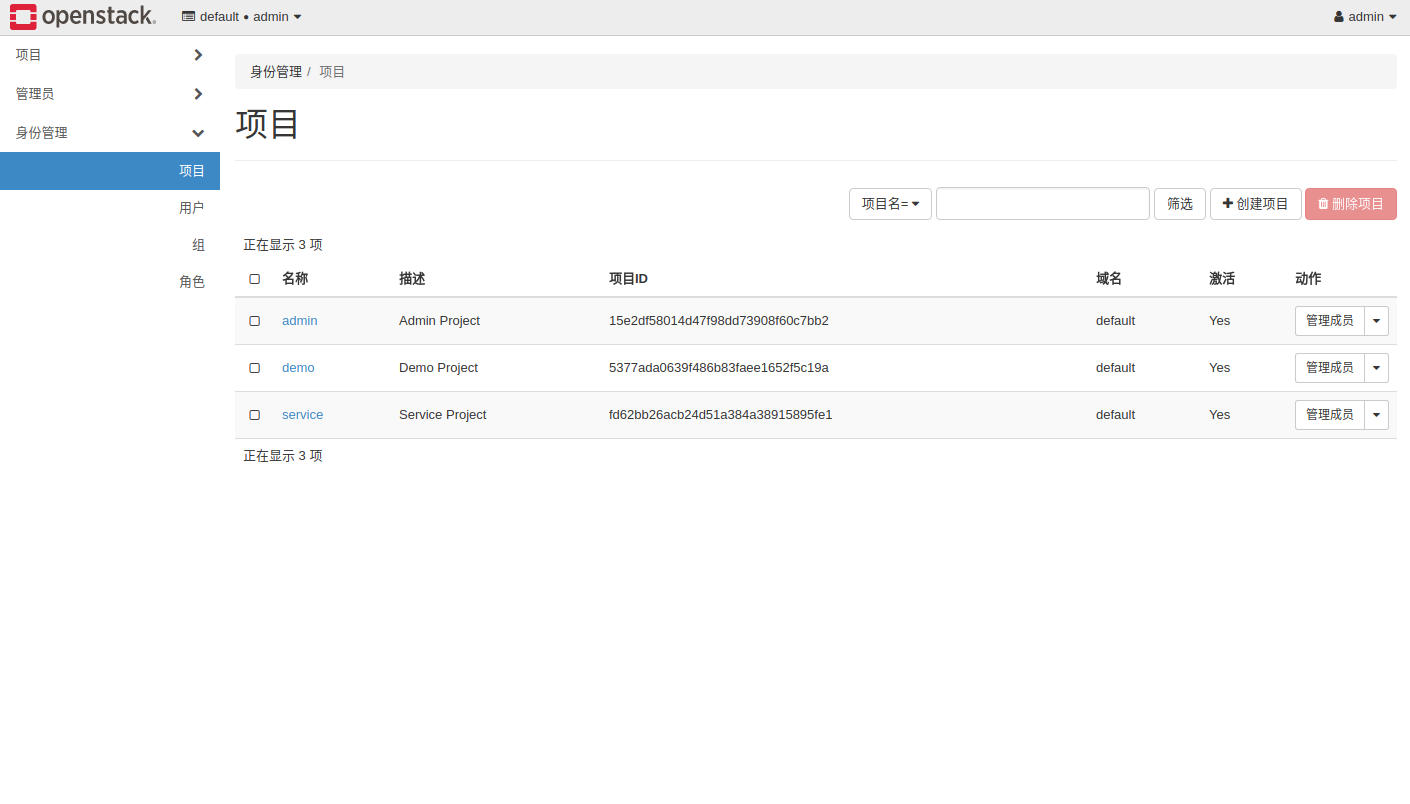 openstack. default • admin admin
项目
管理员
身份管理
项目
用户
组
角色
身份管理 / 项目
项目
项目名= 筛选 创建项目 删除项目
正在显示 3 项
名称 描述 项目ID 域名 激活 动作
admin Admin Project 15e2df58014d47f98dd73908f60c7bb2 default Yes 管理成员
demo Demo Project 5377ada0639f486b83faee1652f5c19a default Yes 管理成员
service Service Project fd62bb26acb24d51a384a38915895fe1 default Yes 管理成员
正在显示 3 项